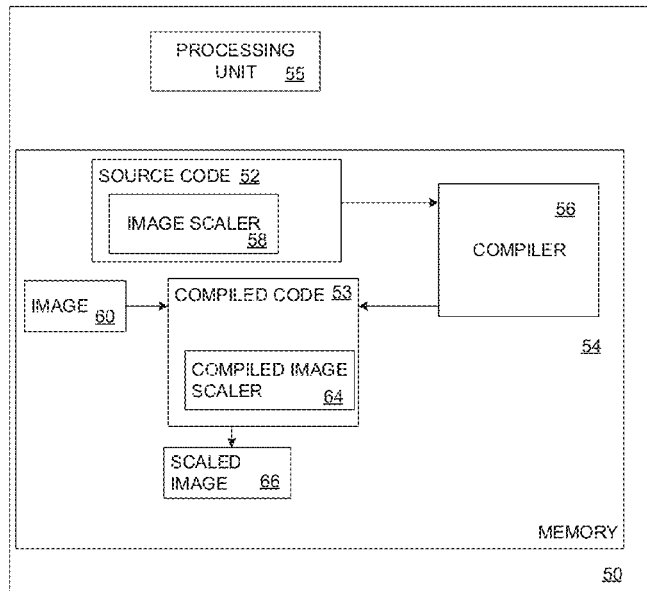 PROCESSING
UNIT 55
SOURCE CODE 52
IMAGE SCALER
58
56
COMPILER
IMAGE
60
COMPILED CODE 53
COMPILED IMAGE
SCALER 64
54
SCALED
IMAGE 66
MEMORY
50